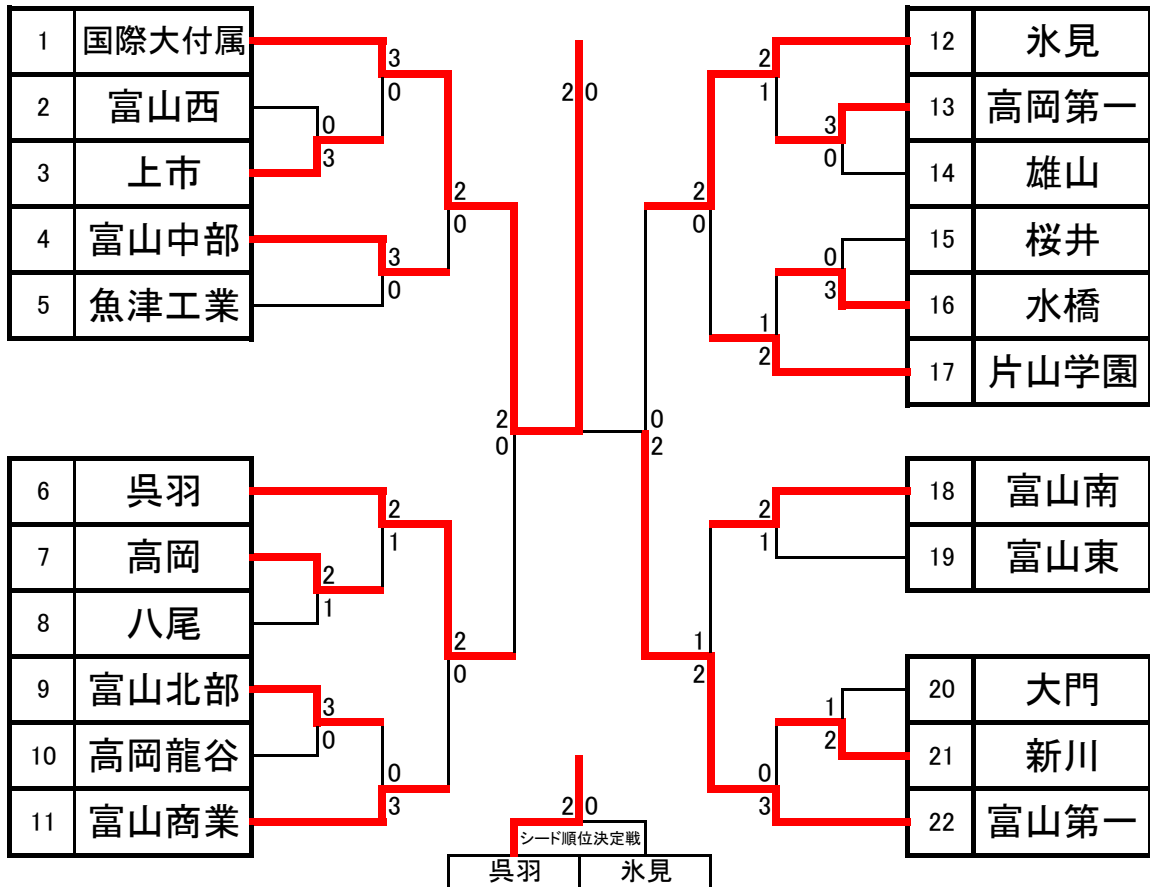 1 国際大付属
2 富山西
3 上市
4 富山中部
5 魚津工業
6 呉羽
7 高岡
8 八尾
9 富山北部
10 高岡龍谷
11 富山商業
3
0
0
3
3
0
2
0
2
1
2
1
3
0
0
3
2
0
2
0
2 0
0
2
2
0
1
2
2
1
3
0
0
3
1
2
2
1
1
2
0
3
12 氷見
13 高岡第一
14 雄山
15 桜井
16 水橋
17 片山学園
18 富山南
19 富山東
20 大門
21 新川
22 富山第一
2 0
シード順位決定戦
呉羽 氷見